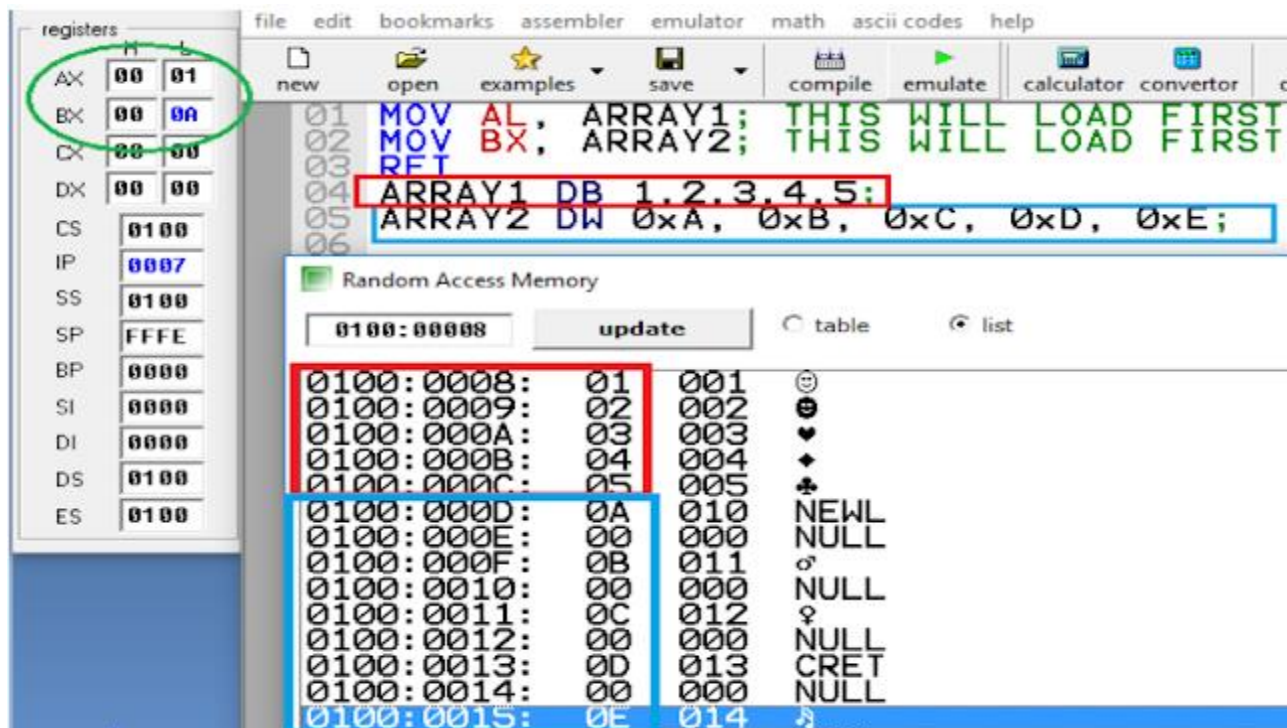 registers
H L
AX 00 01
BX 00 0A
CX 00 00
DX 00 00
CS 0100
IP 0007
SS 0100
SP FFFE
BP 0000
SI 0000
DI 0000
DS 0100
ES 0100
file edit bookmarks assembler emulator math ascii codes help
new open examples save compile emulate calculator convertor
01 MOV AL, ARRAY1; THIS WILL LOAD FIRST
02 MOV BX, ARRAY2; THIS WILL LOAD FIRST
03 RET
04 ARRAY1 DB 1,2,3,4,5;
05 ARRAY2 DW 0xA, 0xB, 0xC, 0xD, 0xE;
06
Random Access Memory
0100:00008 update table list
0100:0008: 01 001 ☺
0100:0009: 02 002 ☻
0100:000A: 03 003 ♥
0100:000B: 04 004 ♦
0100:000C: 05 005 ♣
0100:000D: 0A 010 NEWL
0100:000E: 00 000 NULL
0100:000F: 0B 011 ♂
0100:0010: 00 000 NULL
0100:0011: 0C 012 ♀
0100:0012: 00 000 NULL
0100:0013: 0D 013 CRET
0100:0014: 00 000 NULL
0100:0015: 0E 014 ♫